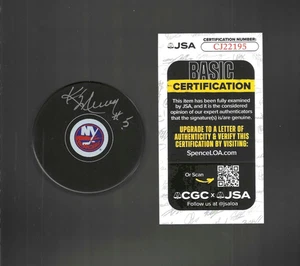 #5
NY
JSA
CERTIFICATION NUMBER:
CJ22195
BASIC
CERTIFICATION
This item has been fully examined
by JSA, and it is the considered
opinion of our expert authenticators
that the signature(s) is/are genuine.
UPGRADE TO A LETTER OF
AUTHENTICITY & VERIFY THIS
CERTIFICATION BY VISITING:
SpenceLOA.com
Or Scan
CGC x JSA
Follow us at @jsaloa